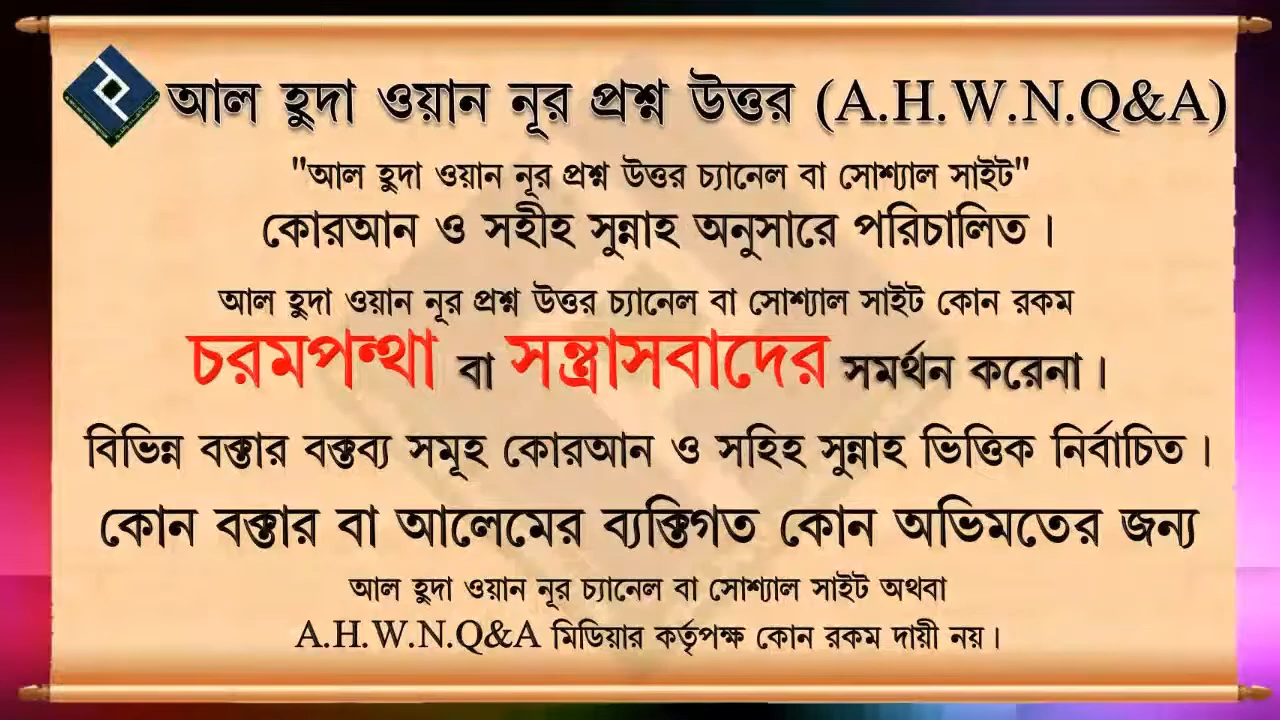 আল হুদা ওয়ান নূর প্রশ্ন উত্তর (A.H.W.N.Q&A)
"আল হুদা ওয়ান নূর প্রশ্ন উত্তর চ্যানেল বা সোশ্যাল সাইট"
কোরআন ও সহীহ সুন্নাহ অনুসারে পরিচালিত।
আল হুদা ওয়ান নূর প্রশ্ন উত্তর চ্যানেল বা সোশ্যাল সাইট কোন রকম
চরমপন্থা বা সন্ত্রাসবাদের সমর্থন করেনা।
বিভিন্ন বক্তার বক্তব্য সমূহ কোরআন ও সহিহ সুন্নাহ ভিত্তিক নির্বাচিত।
কোন বক্তার বা আলেমের ব্যক্তিগত কোন অভিমতের জন্য
আল হুদা ওয়ান নূর চ্যানেল বা সোশ্যাল সাইট অথবা
A.H.W.N.Q&A মিডিয়ার কর্তৃপক্ষ কোন রকম দায়ী নয়।